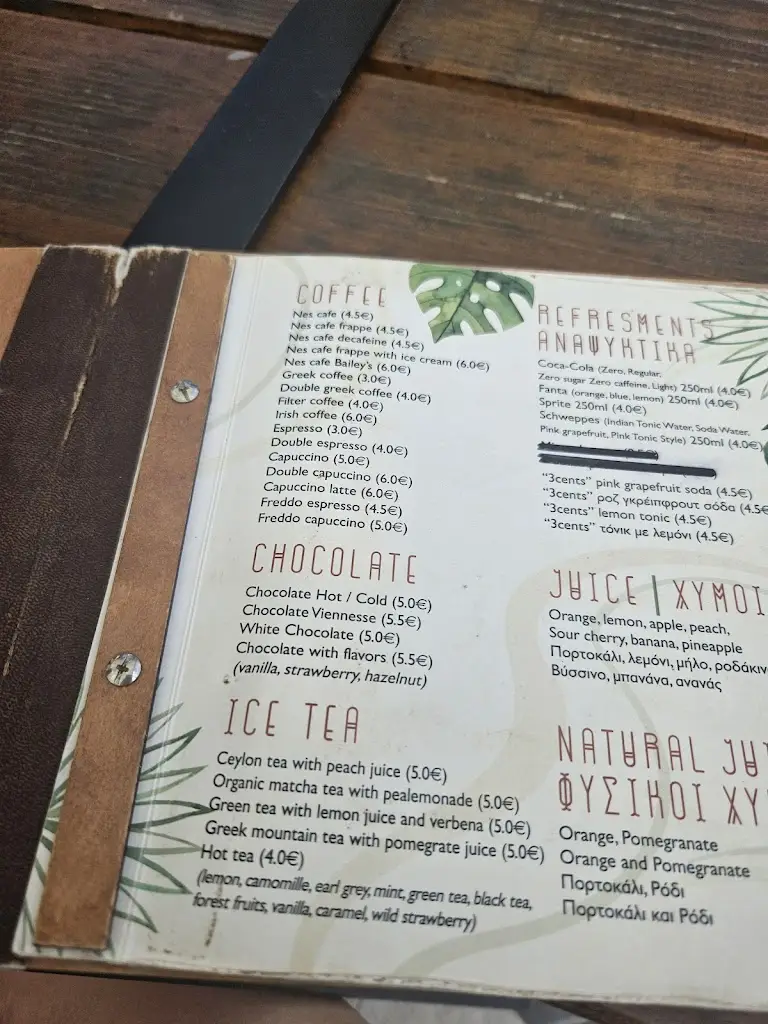 COFFEE
Nes cafe (4.5€)
Nes cafe frappe (4.5€)
Nes cafe decafeine (4.5€)
Nes cafe frappe with ice cream (6.0€)
Nes cafe Bailey's (6.0€)
Greek coffee (3.0€)
Double greek coffee (4.0€)
Filter coffee (4.0€)
Irish coffee (6.0€)
Espresso (3.0€)
Double espresso (4.0€)
Capuccino (5.0€)
Double capuccino (6.0€)
Capuccino latte (6.0€)
Freddo espresso (4.5€)
Freddo capuccino (5.0€)
CHOCOLATE
Chocolate Hot / Cold (5.0€)
Chocolate Viennesse (5.5€)
White Chocolate (5.0€)
Chocolate with flavors (5.5€)
(vanilla, strawberry, hazelnut)
ICE TEA
Ceylon tea with peach juice (5.0€)
Organic matcha tea with pealemonade (5.0€)
Green tea with lemon juice and verbena (5.0€)
Greek mountain tea with pomegrate juice (5.0€)
Hot tea (4.0€)
(lemon, camomille, earl grey, mint, green tea, black tea,
forest fruits, vanilla, caramel, wild strawberry)
REFRESMENTS
ΑΝΑΨΥΚΤΙΚΑ
Coca-Cola (Zero, Regular,
Zero sugar Zero caffeine, Light) 250ml (4.0€)
Fanta (orange, blue, lemon) 250ml (4.0€)
Sprite 250ml (4.0€)
Schweppes (Indian Tonic Water, Soda Water,
Pink grapefruit, Pink Tonic Style) 250ml (4.0€)
"3cents" pink grapefruit soda (4.5€)
"3cents" ροζ γκρέιπφρουτ σόδα (4.5€
"3cents" lemon tonic (4.5€)
"3cents" τόνικ με λεμόνι (4.5€)
JUICE | ΧΥΜΟΙ
Orange, lemon, apple, peach,
Sour cherry, banana, pineapple
Πορτοκάλι, λεμόνι, μήλο, ροδάκιν
Βύσσινο, μπανάνα, ανανάς
NATURAL JU
ΦΥΣΙΚΟΙ ΧΥ
Orange, Pomegranate
Orange and Pomegranate
Πορτοκάλι, Ρόδι
Πορτοκάλι και Ρόδι